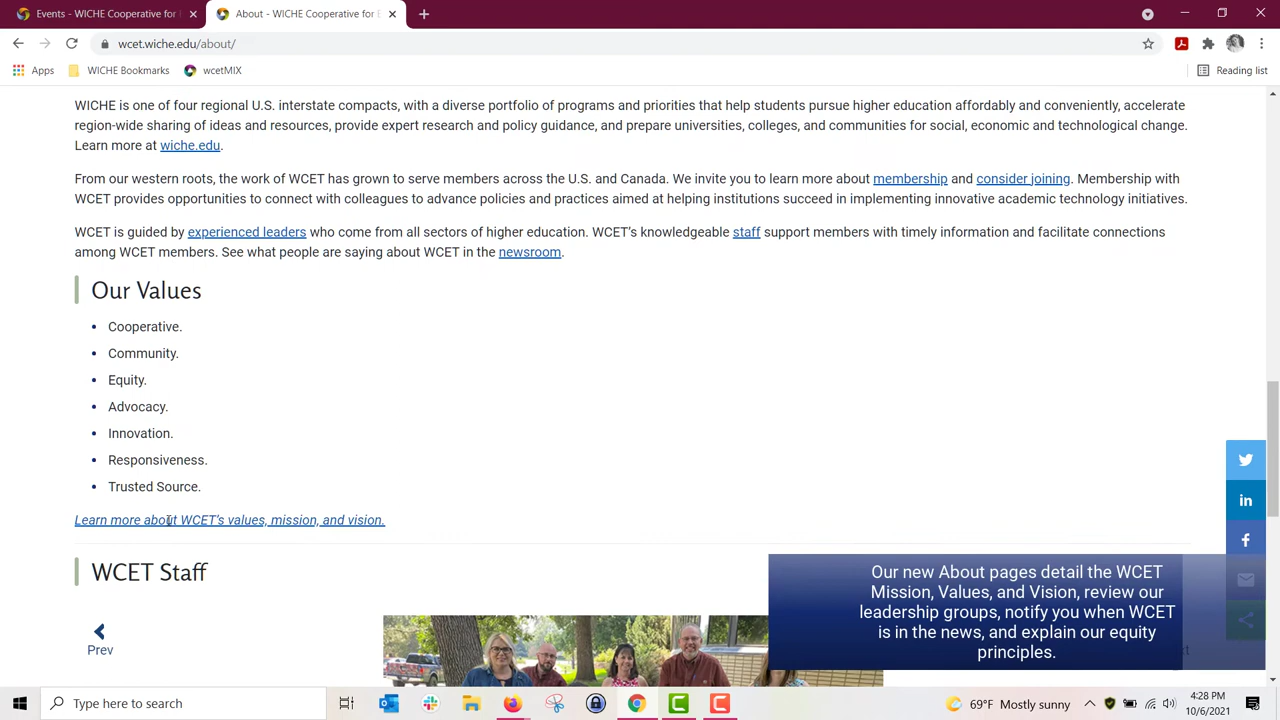 Events - WICHE Cooperative for E
About - WICHE Cooperative for E
wcet.wiche.edu/about/
Apps
WICHE Bookmarks
wcetMIX
Reading list
WICHE is one of four regional U.S. interstate compacts, with a diverse portfolio of programs and priorities that help students pursue higher education affordably and conveniently, accelerate
region-wide sharing of ideas and resources, provide expert research and policy guidance, and prepare universities, colleges, and communities for social, economic and technological change.
Learn more at wiche.edu.
From our western roots, the work of WCET has grown to serve members across the U.S. and Canada. We invite you to learn more about membership and consider joining. Membership with
WCET provides opportunities to connect with colleagues to advance policies and practices aimed at helping institutions succeed in implementing innovative academic technology initiatives.
WCET is guided by experienced leaders who come from all sectors of higher education. WCET's knowledgeable staff support members with timely information and facilitate connections
among WCET members. See what people are saying about WCET in the newsroom.
Our Values
• Cooperative.
• Community.
• Equity.
• Advocacy.
• Innovation.
• Responsiveness.
• Trusted Source.
Learn more about WCET's values, mission, and vision.
WCET Staff
Prev
Our new About pages detail the WCET
Mission, Values, and Vision, review our
leadership groups, notify you when WCET
is in the news, and explain our equity
principles.
Type here to search
69°F Mostly sunny
4:28 PM
10/6/2021